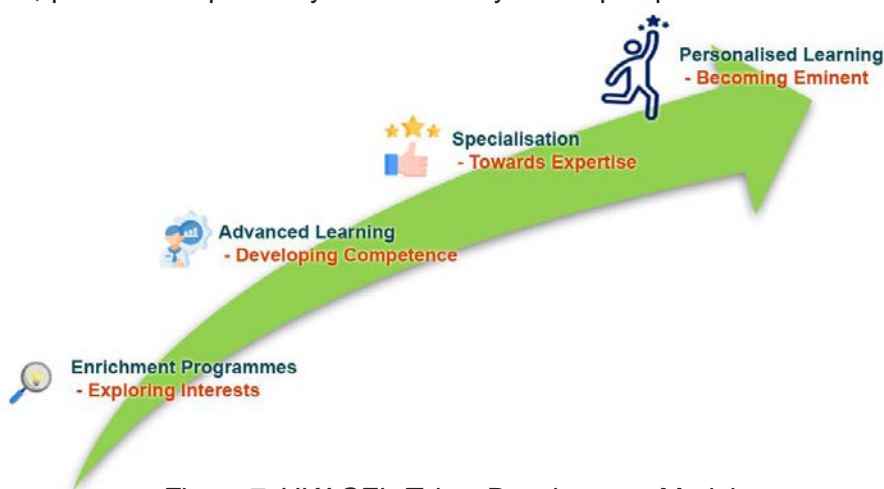 Personalised Learning
- Becoming Eminent
Specialisation
- Towards Expertise
Advanced Learning
- Developing Competence
Enrichment Programmes
- Exploring Interests